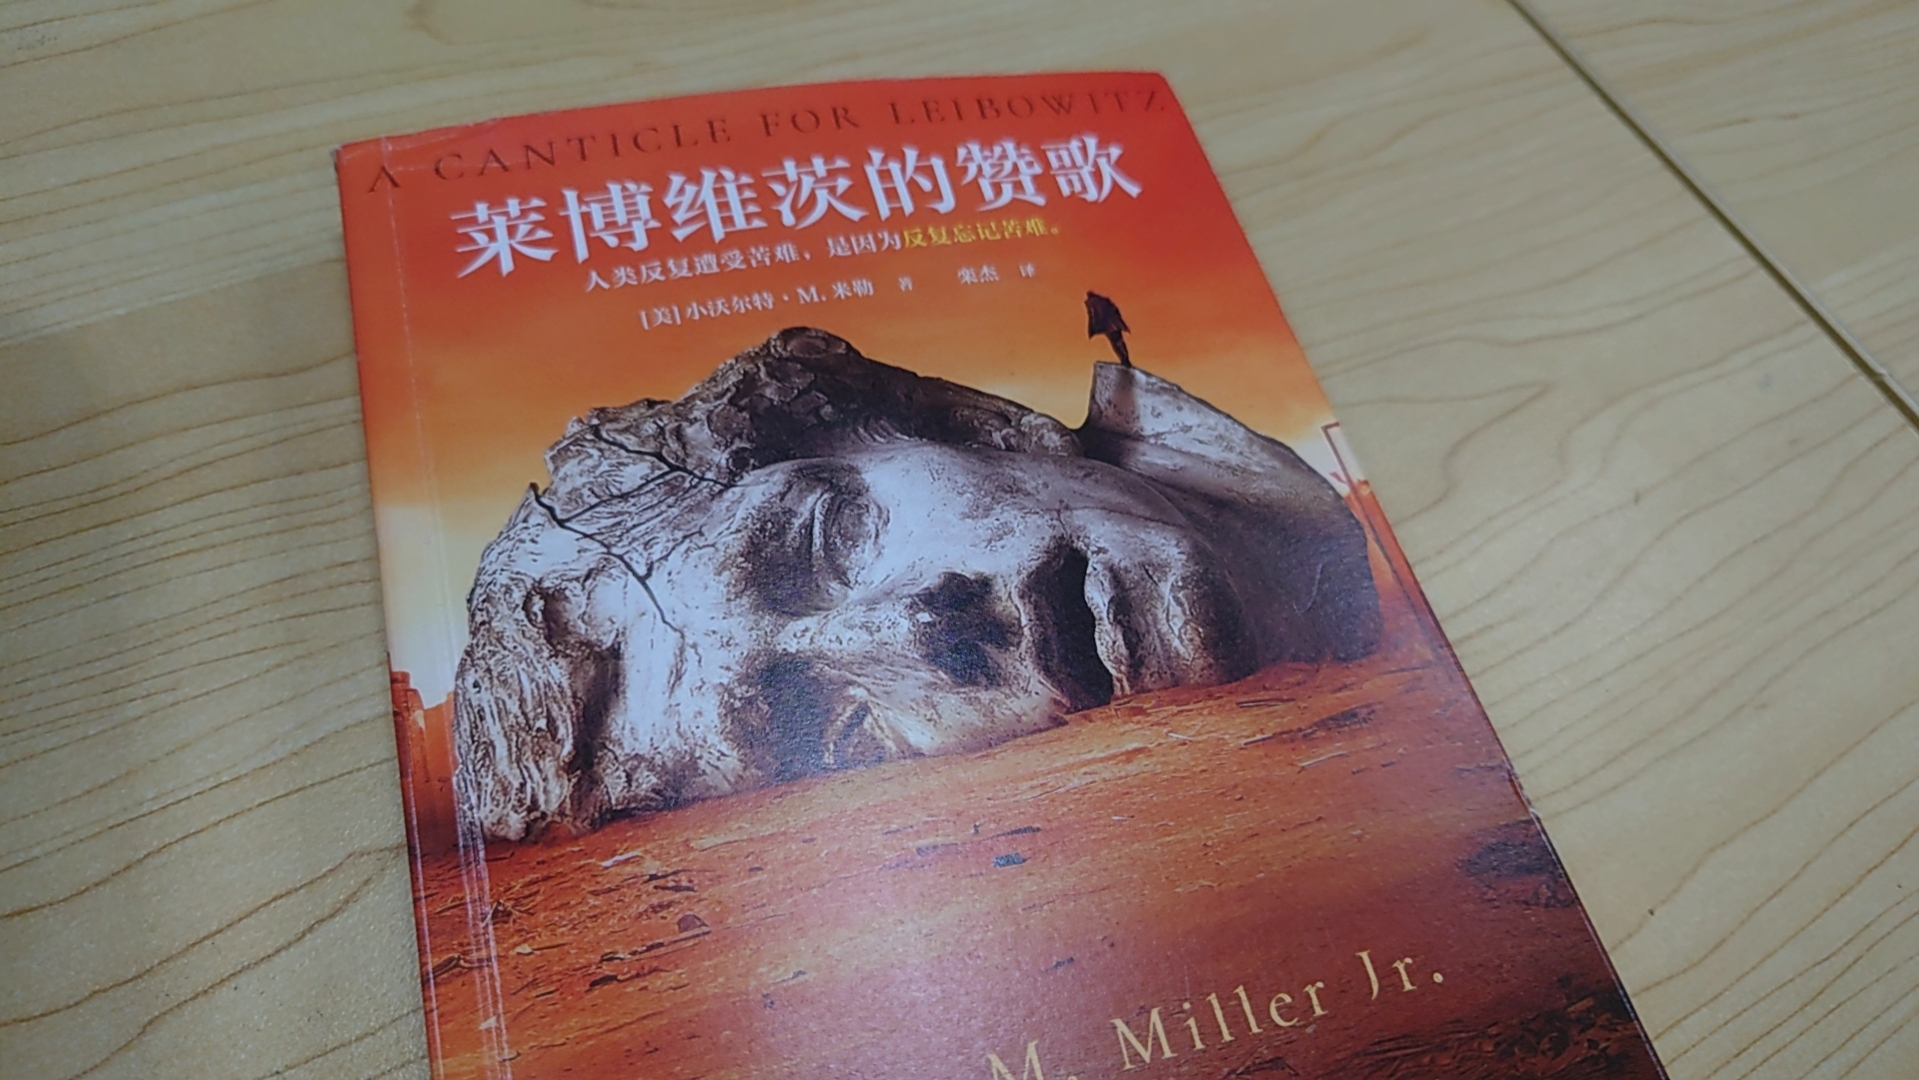 A CANTICLE FOR LEIBOWITZ
莱博维茨的赞歌
人类反复遭受苦难，是因为反复忘记苦难。
[美]小沃尔特·M.米勒 著 栾杰 译
M. Miller Jr.